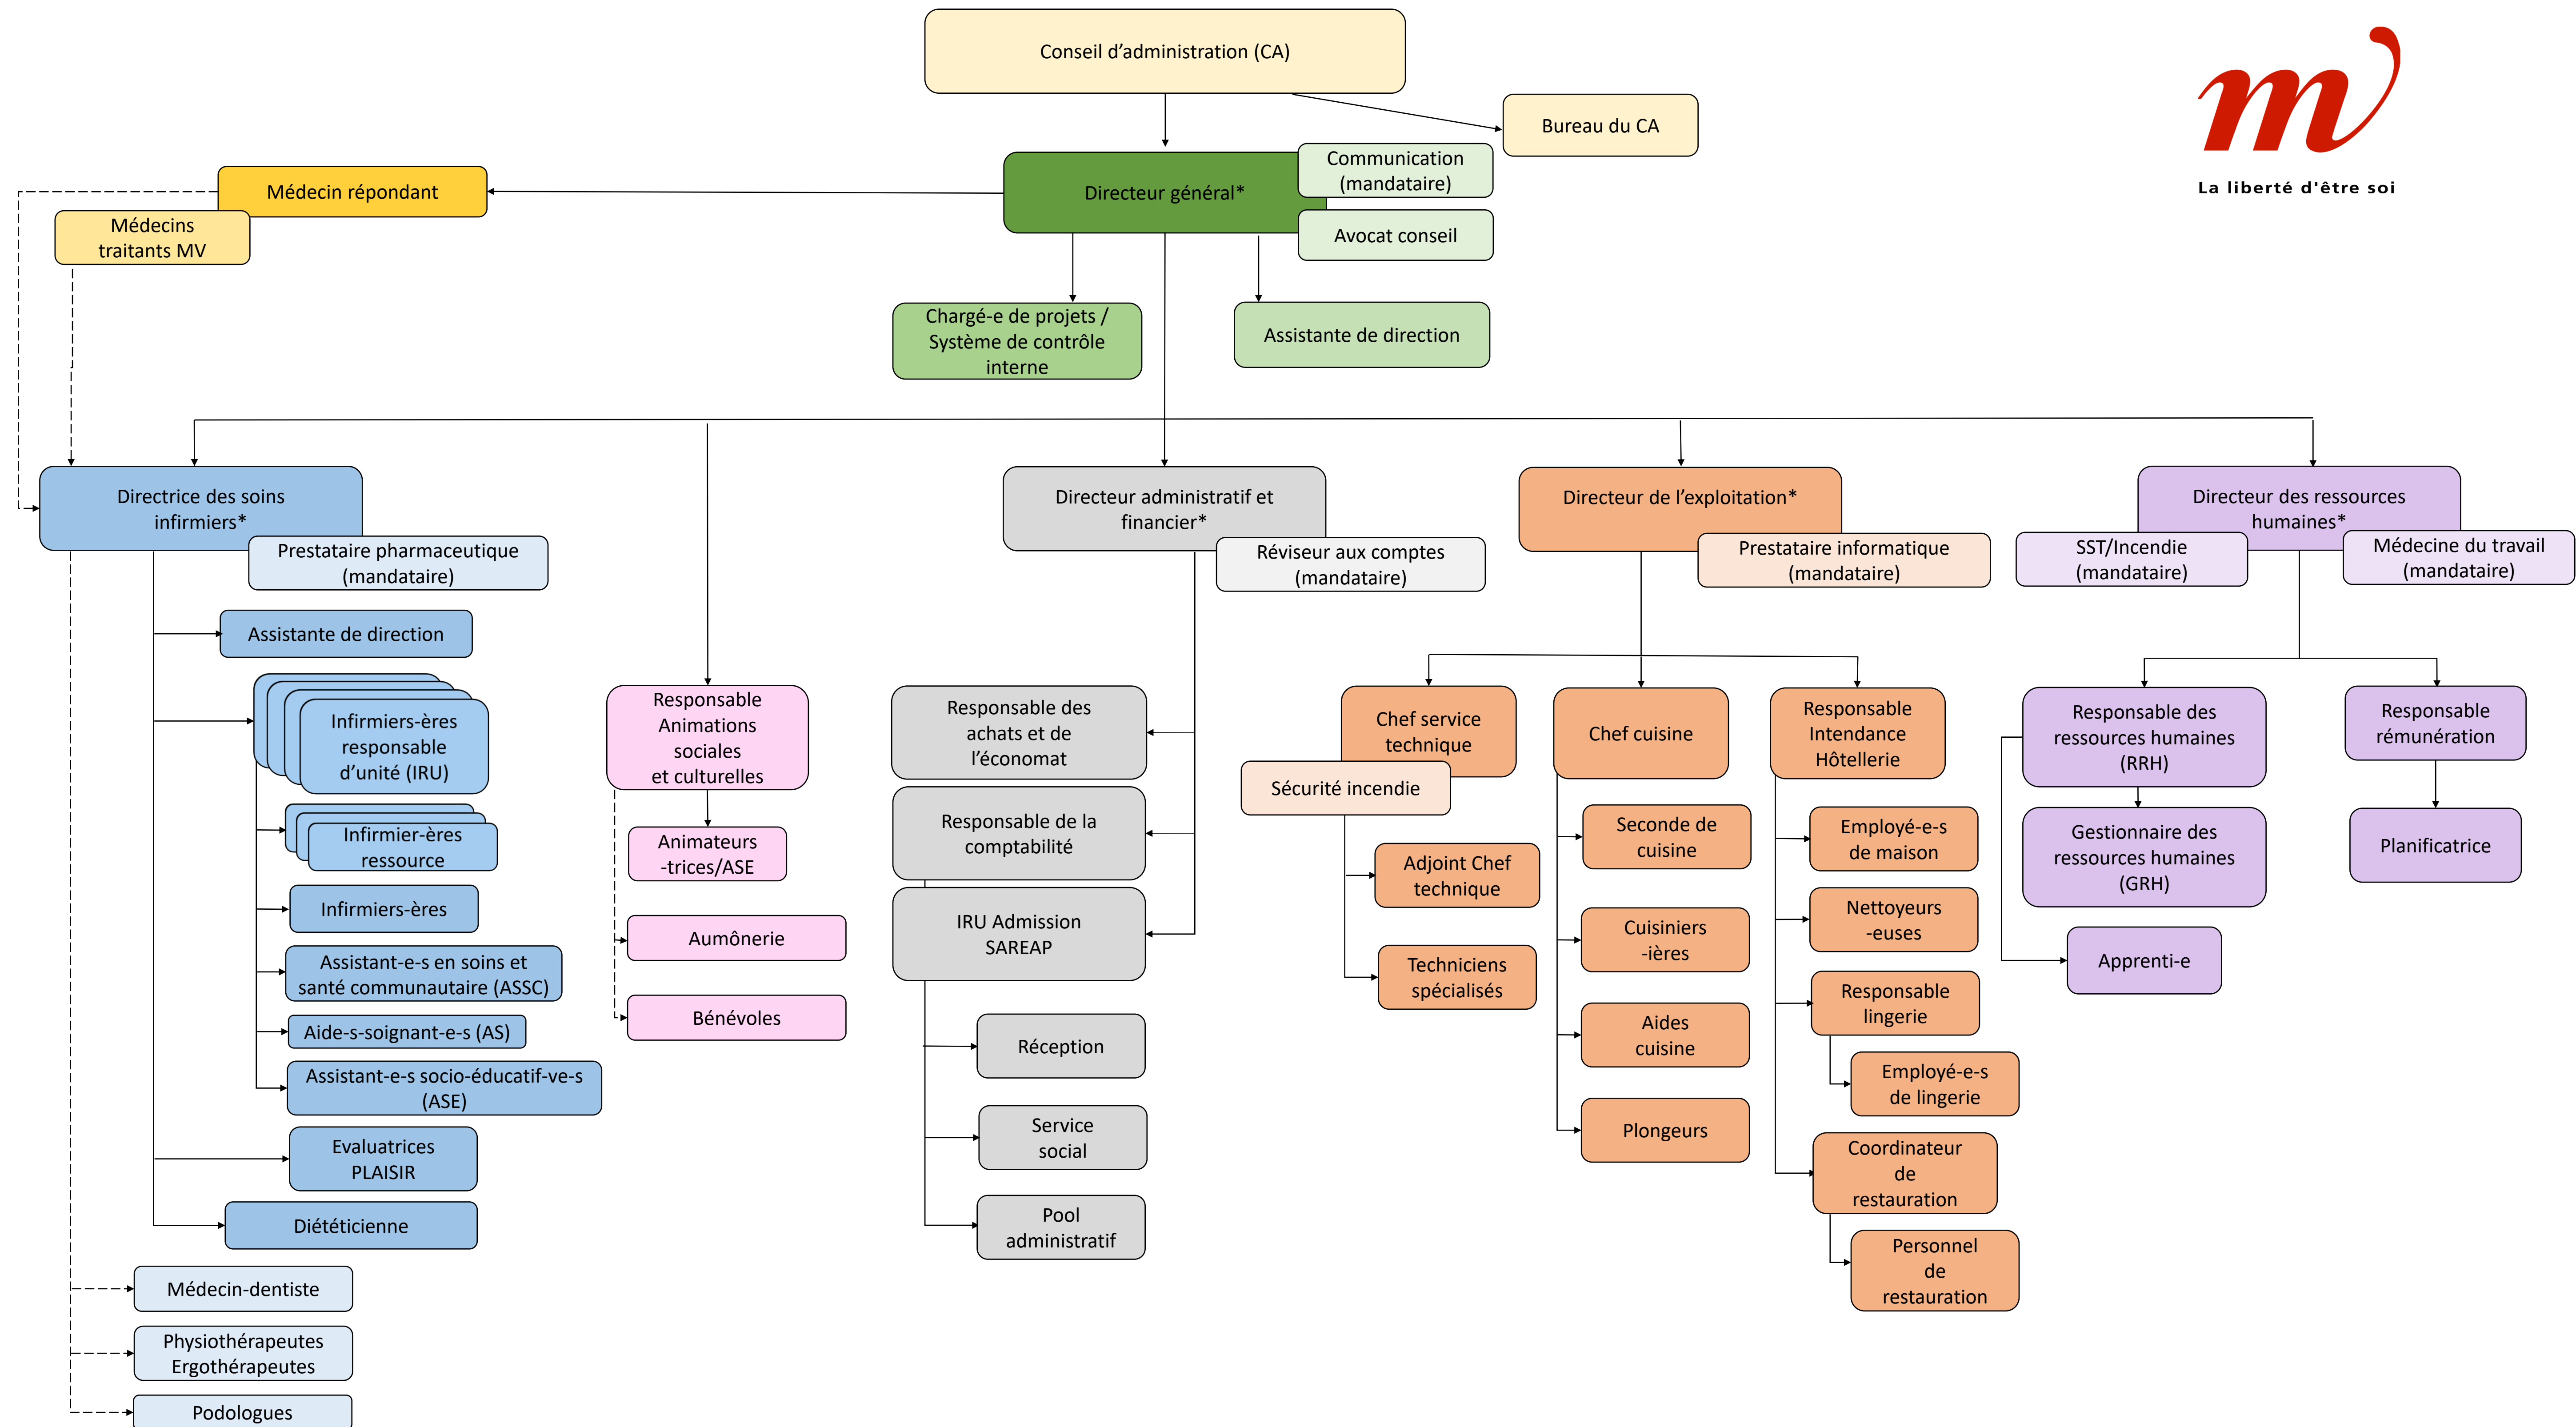 Conseil d’administration (CA)
Bureau du CA
La liberté d'être soi
Directeur général*
Communication
(mandataire)
Avocat conseil
Médecin répondant
Médecins
traitants MV
Chargé-e de projets /
Système de contrôle
interne
Assistante de direction
Directrice des soins
infirmiers*
Prestataire pharmaceutique
(mandataire)
Assistante de direction
Infirmiers-ères
responsable
d’unité (IRU)
Infirmier-ères
ressource
Infirmiers-ères
Assistant-e-s en soins et
santé communautaire (ASSC)
Aide-s-soignant-e-s (AS)
Assistant-e-s socio-éducatif-ve-s
(ASE)
Evaluatrices
PLAISIR
Diététicienne
Médecin-dentiste
Physiothérapeutes
Ergothérapeutes
Podologues
Responsable
Animations
sociales
et culturelles
Animateurs
-trices/ASE
Aumônerie
Bénévoles
Directeur administratif et
financier*
Réviseur aux comptes
(mandataire)
Responsable des
achats et de
l’économat
Responsable de la
comptabilité
IRU Admission
SAREAP
Réception
Service
social
Pool
administratif
Directeur de l’exploitation*
Prestataire informatique
(mandataire)
Chef service
technique
Sécurité incendie
Adjoint Chef
technique
Techniciens
spécialisés
Chef cuisine
Seconde de
cuisine
Cuisiniers
-ières
Aides
cuisine
Plongeurs
Responsable
Intendance
Hôtellerie
Employé-e-s
de maison
Nettoyeurs
-euses
Responsable
lingerie
Employé-e-s
de lingerie
Coordinateur
de
restauration
Personnel
de
restauration
Directeur des ressources
humaines*
SST/Incendie
(mandataire)
Médecine du travail
(mandataire)
Responsable des
ressources humaines
(RRH)
Gestionnaire des
ressources humaines
(GRH)
Apprenti-e
Responsable
rémunération
Planificatrice